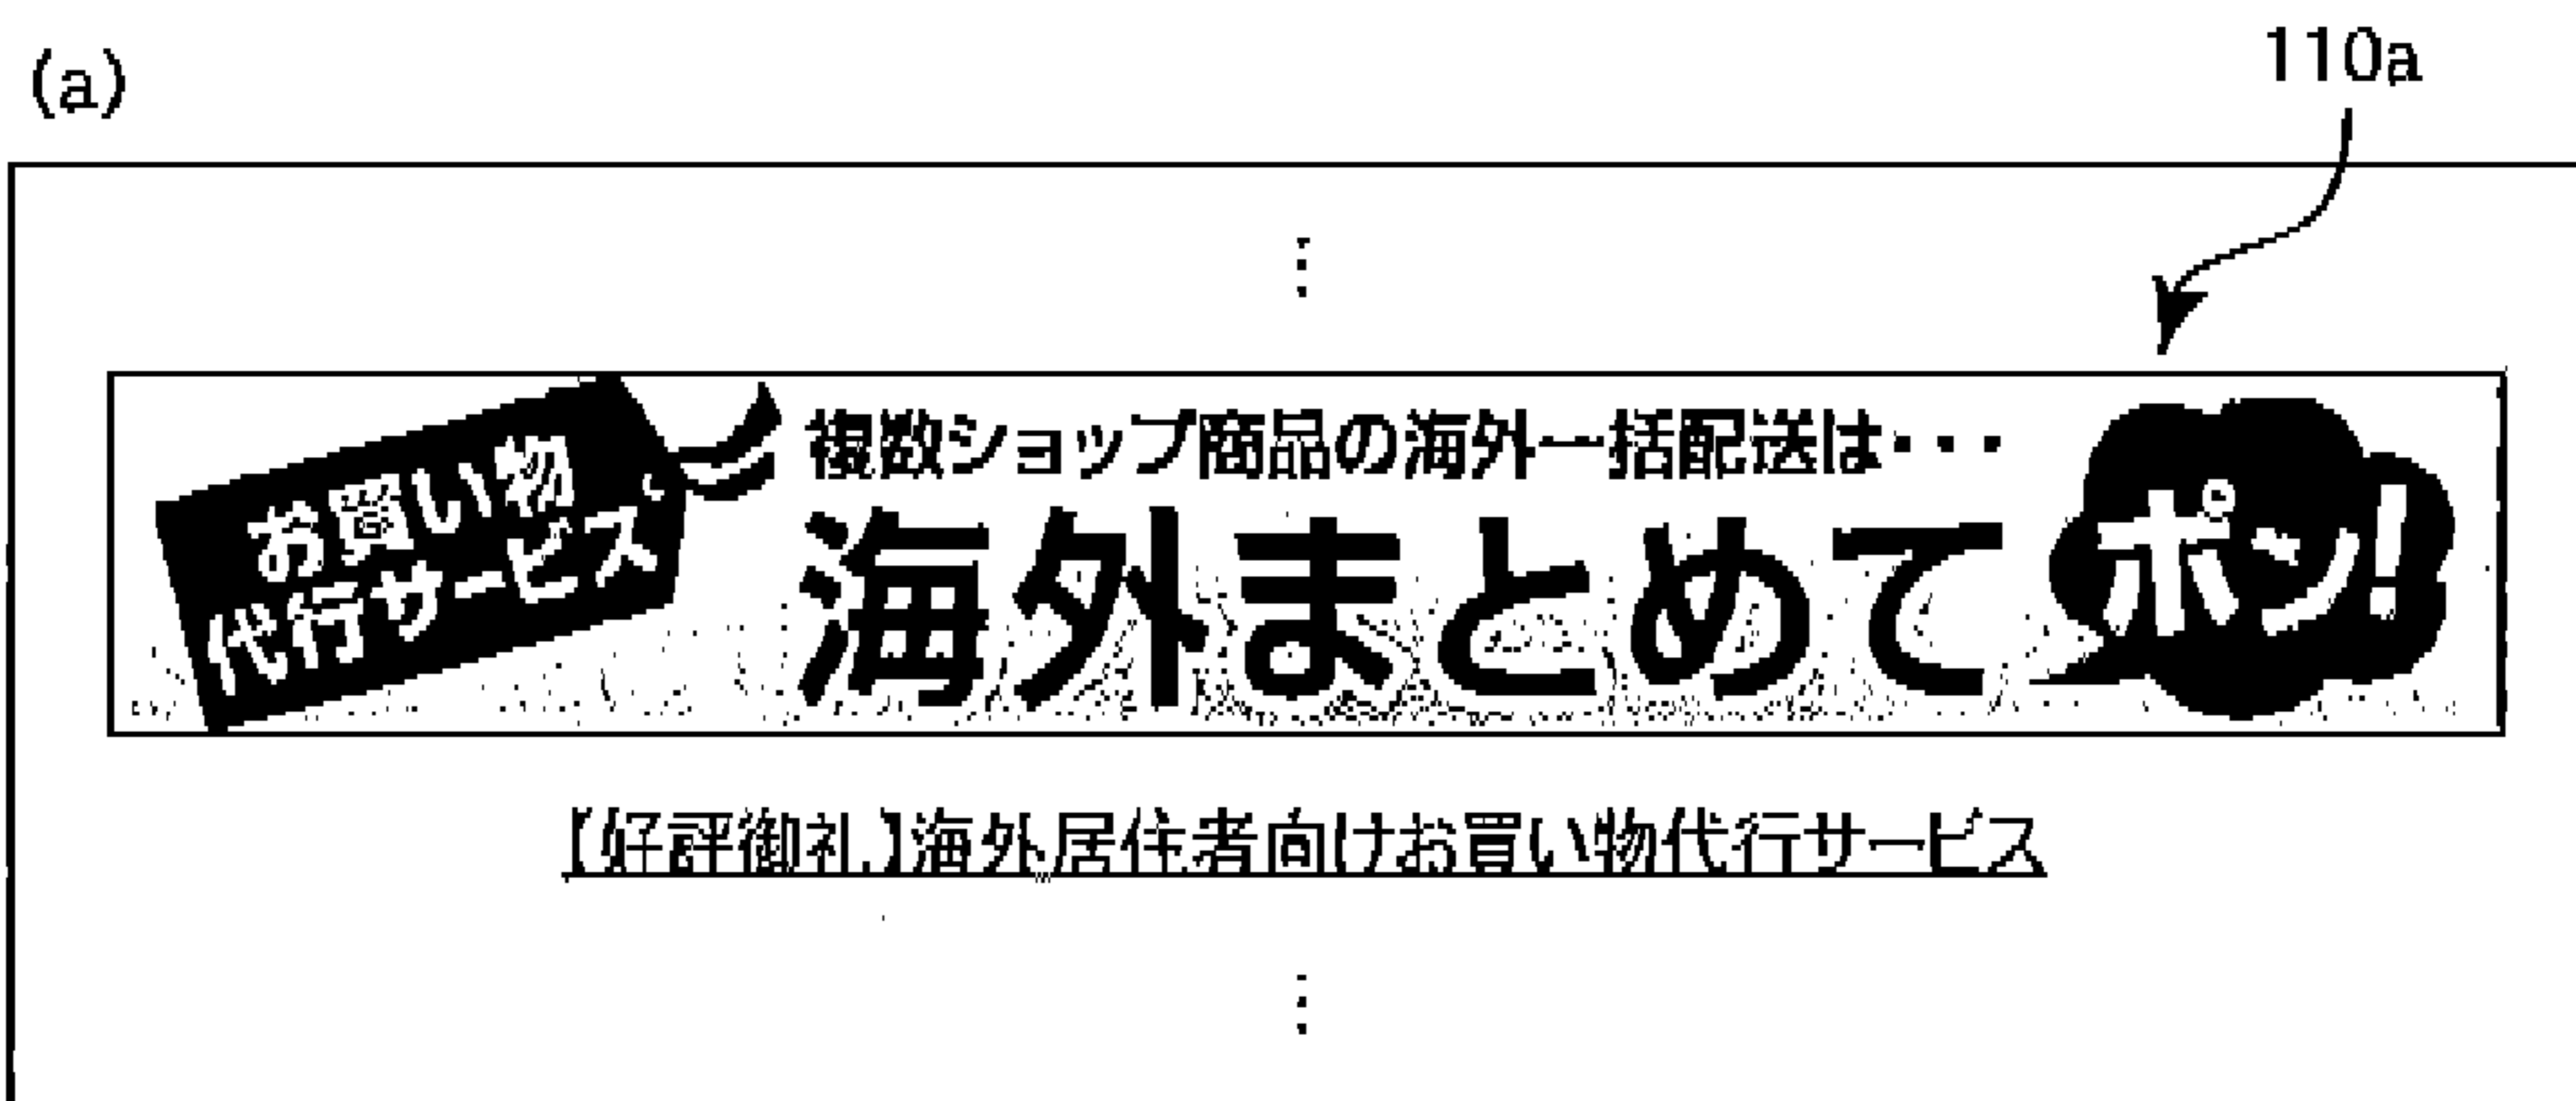 (a)
110a
お買い物
代行サービス
複数ショップ商品の海外一括配送は・・・
海外まとめて
ポン!
【好評御礼】海外居住者向けお買い物代行サービス